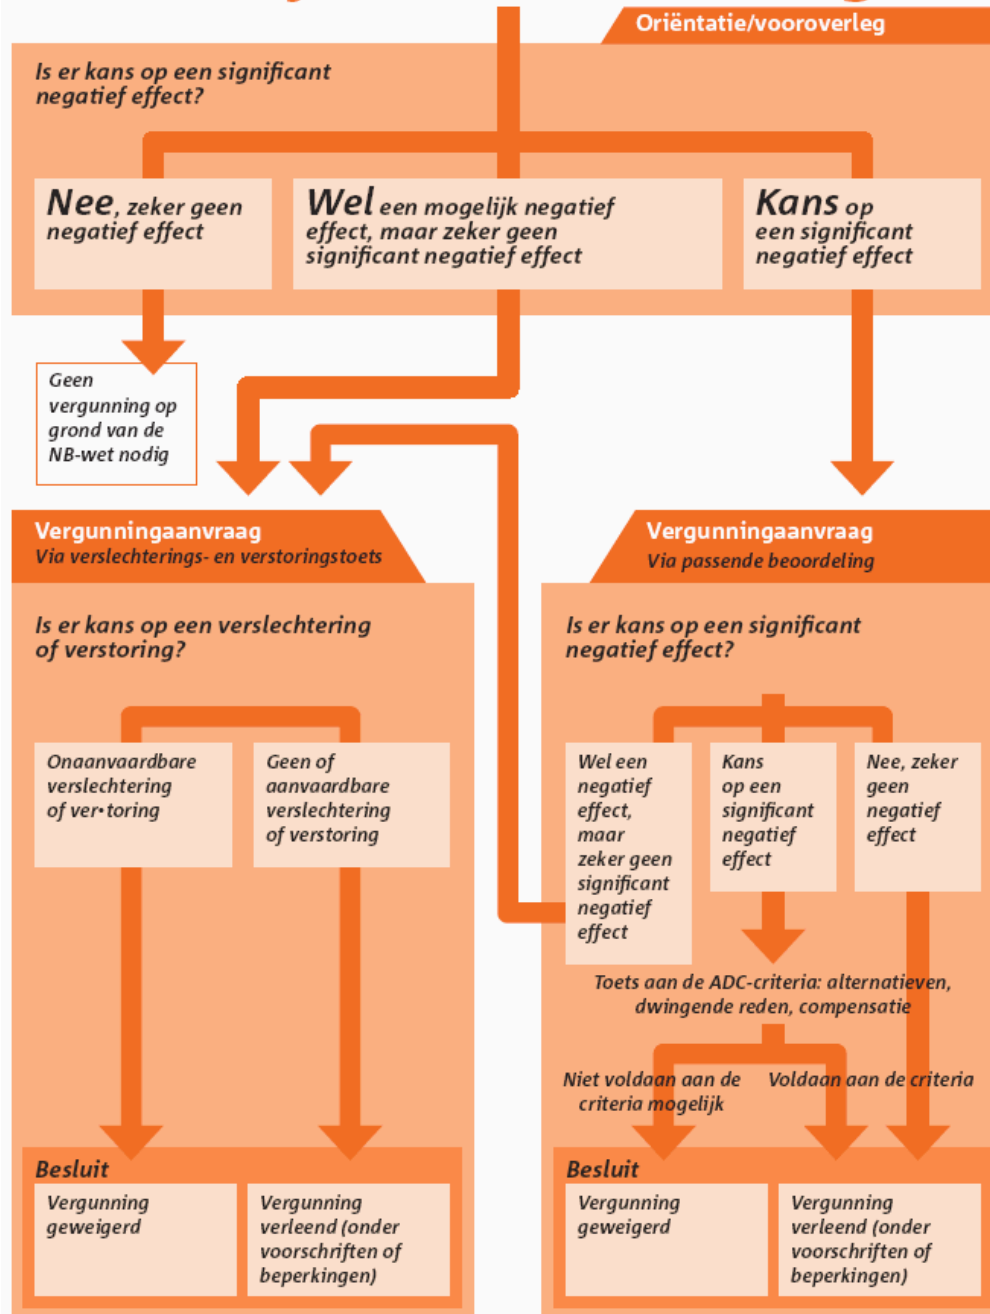 Oriëntatie/vooroverleg
Is er kans op een significant
negatief effect?
Nee, zeker geen
negatief effect
Wel een mogelijk negatief
effect, maar zeker geen
significant negatief effect
Kans op
een significant
negatief effect
Geen
vergunning op
grond van de
NB-wet nodig
Vergunningaanvraag
Via verslechterings- en verstoringstoets
Is er kans op een verslechtering
of verstoring?
Onaanvaardbare
verslechtering
of ver•toring
Geen of
aanvaardbare
verslechtering
of verstoring
Besluit
Vergunning
geweigerd
Vergunning
verleend (onder
voorschriften of
beperkingen)
Vergunningaanvraag
Via passende beoordeling
Is er kans op een significant
negatief effect?
Wel een
negatief
effect,
maar
zeker geen
significant
negatief
effect
Kans
op een
significant
negatief
effect
Nee, zeker
geen
negatief
effect
Toets aan de ADC-criteria: alternatieven,
dwingende reden, compensatie
Niet voldaan aan de
criteria mogelijk
Voldaan aan de criteria
Besluit
Vergunning
geweigerd
Vergunning
verleend (onder
voorschriften of
beperkingen)